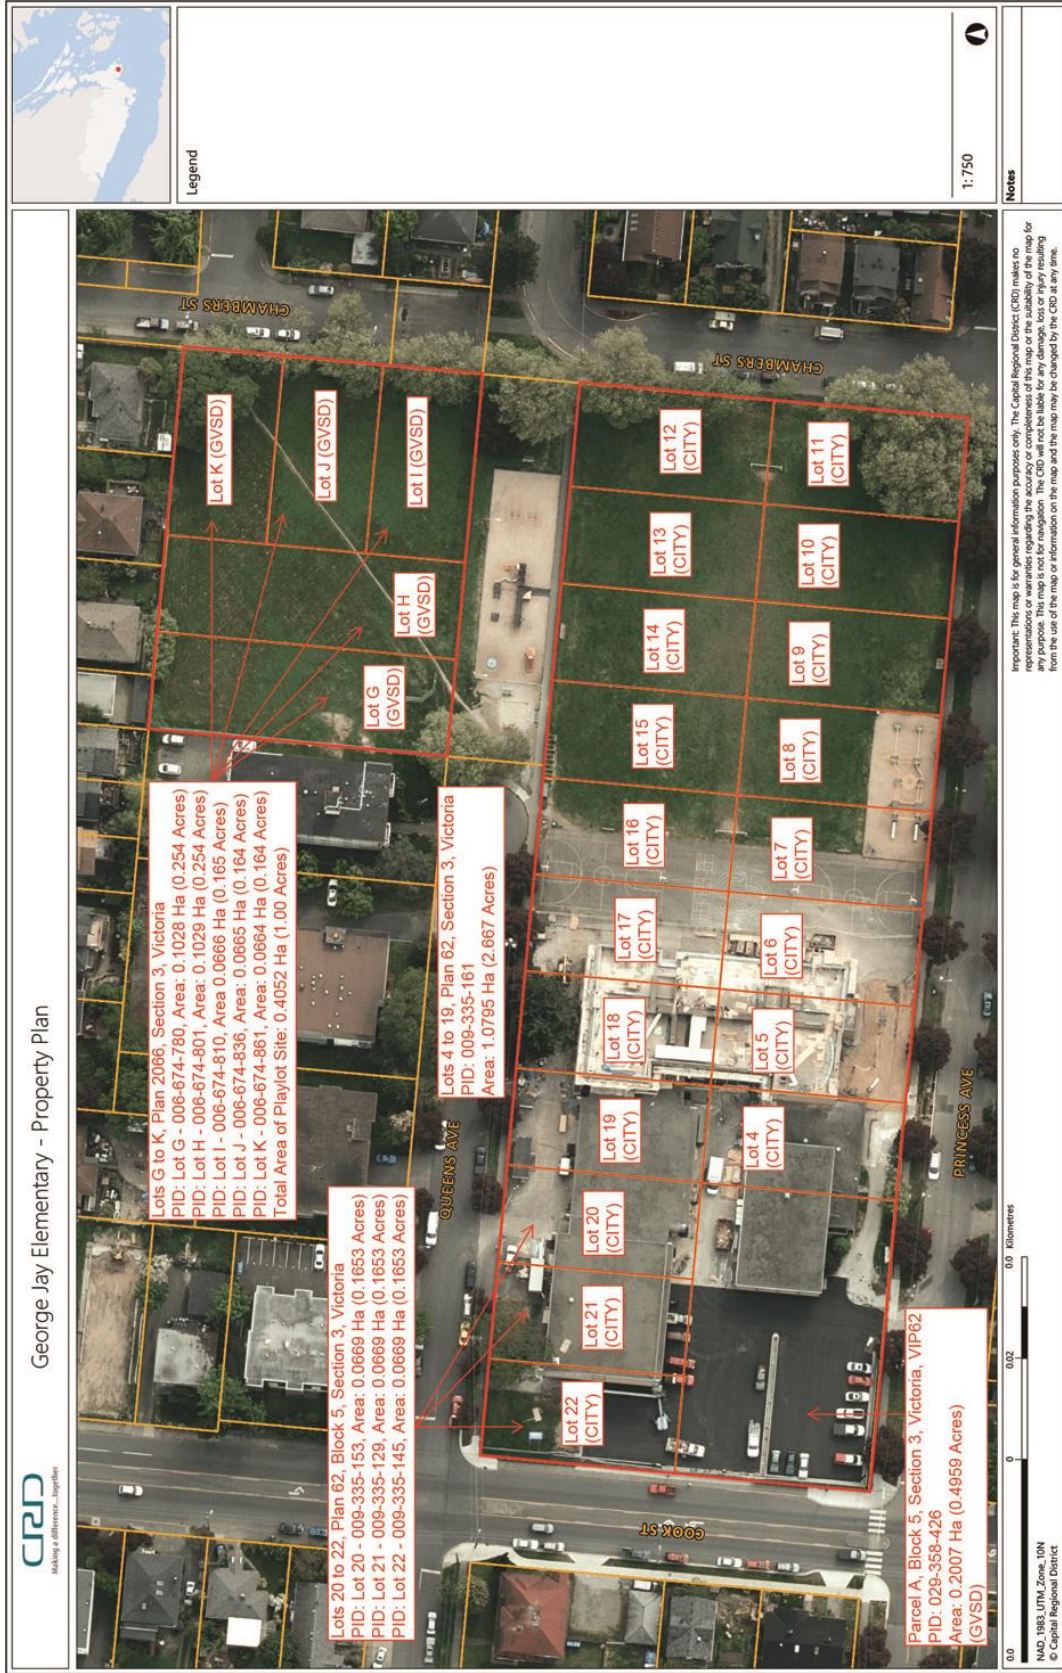 George Jay Elementary - Property Plan
CRD
Making a difference...together
Legend
1: 750
Notes
CHAMBERS ST
CHAMBERS ST
QUEENS AVE
PRINCESS AVE
COOK ST
Lots G to K, Plan 2066, Section 3, Victoria
PID: Lot G - 006-674-780, Area: 0.1028 Ha (0.254 Acres)
PID: Lot H - 006-674-801, Area: 0.1029 Ha (0.254 Acres)
PID: Lot I - 006-674-810, Area 0.0666 Ha (0.165 Acres)
PID: Lot J - 006-674-836, Area: 0.0665 Ha (0.164 Acres)
PID: Lot K - 006-674-861, Area: 0.0664 Ha (0.164 Acres)
Total Area of Playlot Site: 0.4052 Ha (1.00 Acres)
Lot K (GVSD)
Lot J (GVSD)
Lot I (GVSD)
Lot H
(GVSD)
Lot G
(GVSD)
Lots 20 to 22, Plan 62, Block 5, Section 3, Victoria
PID: Lot 20 - 009-335-153, Area: 0.0669 Ha (0.1653 Acres)
PID: Lot 21 - 009-335-129, Area: 0.0669 Ha (0.1653 Acres)
PID: Lot 22 - 009-335-145, Area: 0.0669 Ha (0.1653 Acres)
Lots 4 to 19, Plan 62, Section 3, Victoria
PID: 009-335-161
Area: 1.0795 Ha (2.667 Acres)
Lot 22
(CITY)
Lot 21
(CITY)
Lot 20
(CITY)
Lot 19
(CITY)
Lot 18
(CITY)
Lot 17
(CITY)
Lot 16
(CITY)
Lot 15
(CITY)
Lot 14
(CITY)
Lot 13
(CITY)
Lot 12
(CITY)
Lot 4
(CITY)
Lot 5
(CITY)
Lot 6
(CITY)
Lot 7
(CITY)
Lot 8
(CITY)
Lot 9
(CITY)
Lot 10
(CITY)
Lot 11
(CITY)
Parcel A, Block 5, Section 3, Victoria, VIP62
PID: 029-358-426
Area: 0.2007 Ha (0.4959 Acres)
(GVSD)
0.0 0 0.02 0.0 Kilometres
NAD_1983_UTM_Zone_10N
© Capital Regional District
Important: This map is for general information purposes only. The Capital Regional District (CRD) makes no
representations or warranties regarding the accuracy or completeness of this map or the suitability of the map for
any purpose. This map is not for navigation. The CRD will not be liable for any damage, loss or injury resulting
from the use of the map or information on the map and the map may be changed by the CRD at any time.